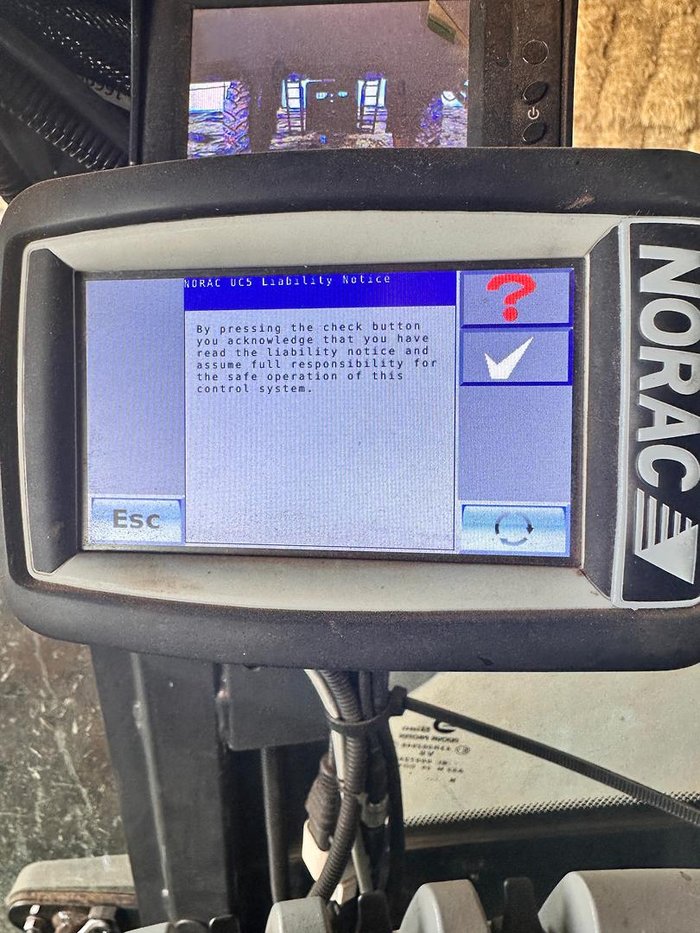 NORAC UC5 Liability Notice
By pressing the check button
you acknowledge that you have
read the liability notice and
assume full responsibility for
the safe operation of this
control system.
?
Esc
NORAC